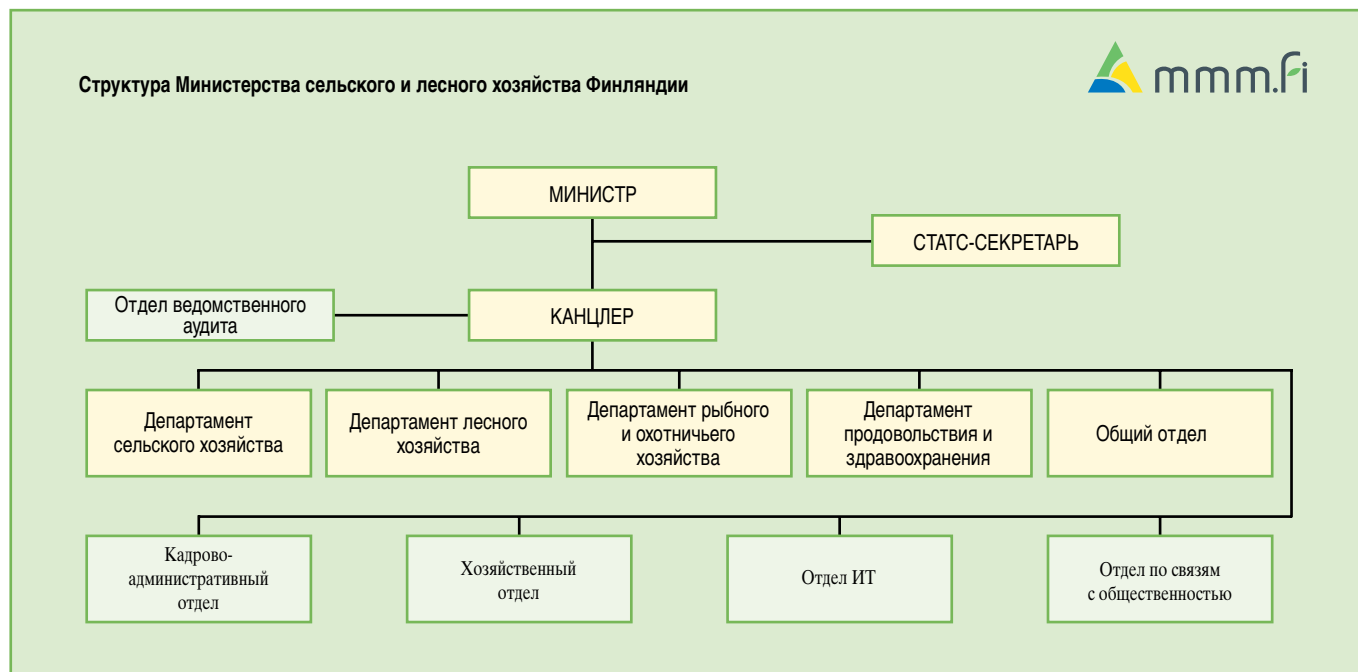 Структура Министерства сельского и лесного хозяйства Финляндии
mmm.fi
МИНИСТР
СТАТС-СЕКРЕТАРЬ
Отдел ведомственного
аудита
КАНЦЛЕР
Департамент
сельского хозяйства
Департамент лесного
хозяйства
Департамент рыбного
и охотничьего
хозяйства
Департамент
продовольствия и
здравоохранения
Общий отдел
Кадрово-
административный
отдел
Хозяйственный
отдел
Отдел ИТ
Отдел по связям
с общественностью